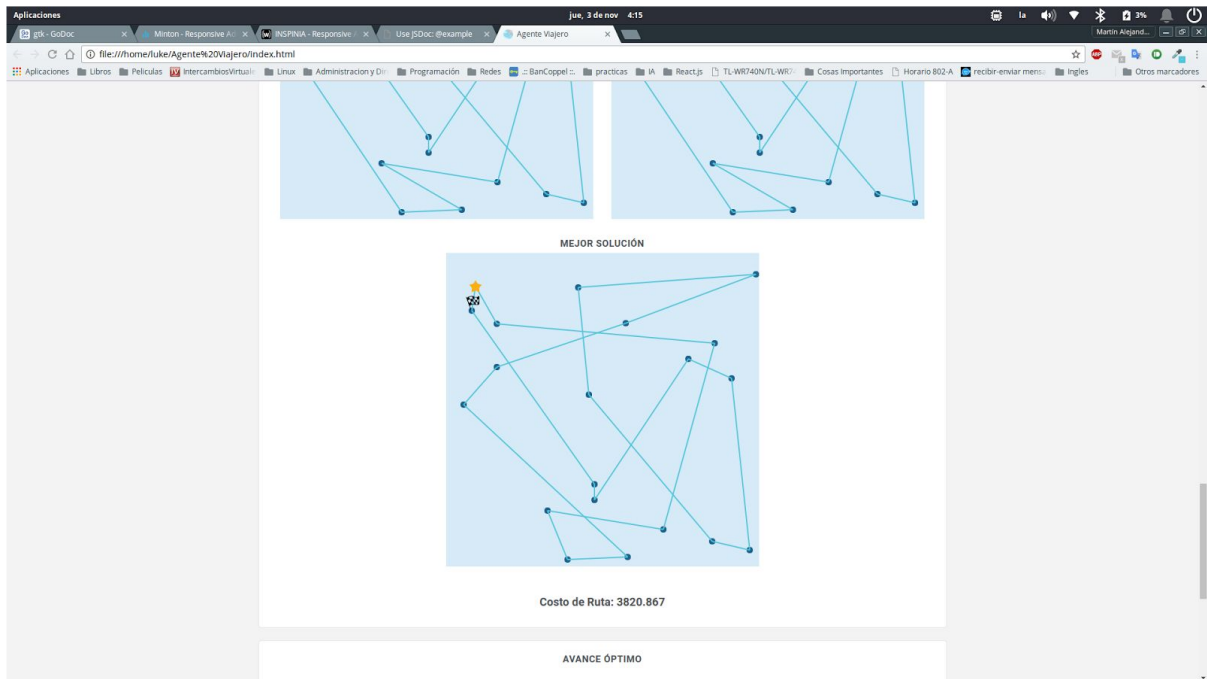 Aplicaciones jue, 3 de nov 4:15 la 3%
gtk - GoDoc Minton - Responsive Ad INSPINIA - Responsive A Use JSDoc: @example Agente Viajero Martín Alejand...
file:///home/luke/Agente%20Viajero/index.html
Aplicaciones Libros Peliculas IntercambiosVirtuale Linux Administracion y Dir Programación Redes .:: BanCoppel ::. practicas IA React.js TL-WR740N/TL-WR7 Cosas Importantes Horario 802-A recibir-enviar mensa Ingles Otros marcadores
MEJOR SOLUCIÓN
Costo de Ruta: 3820.867
AVANCE ÓPTIMO